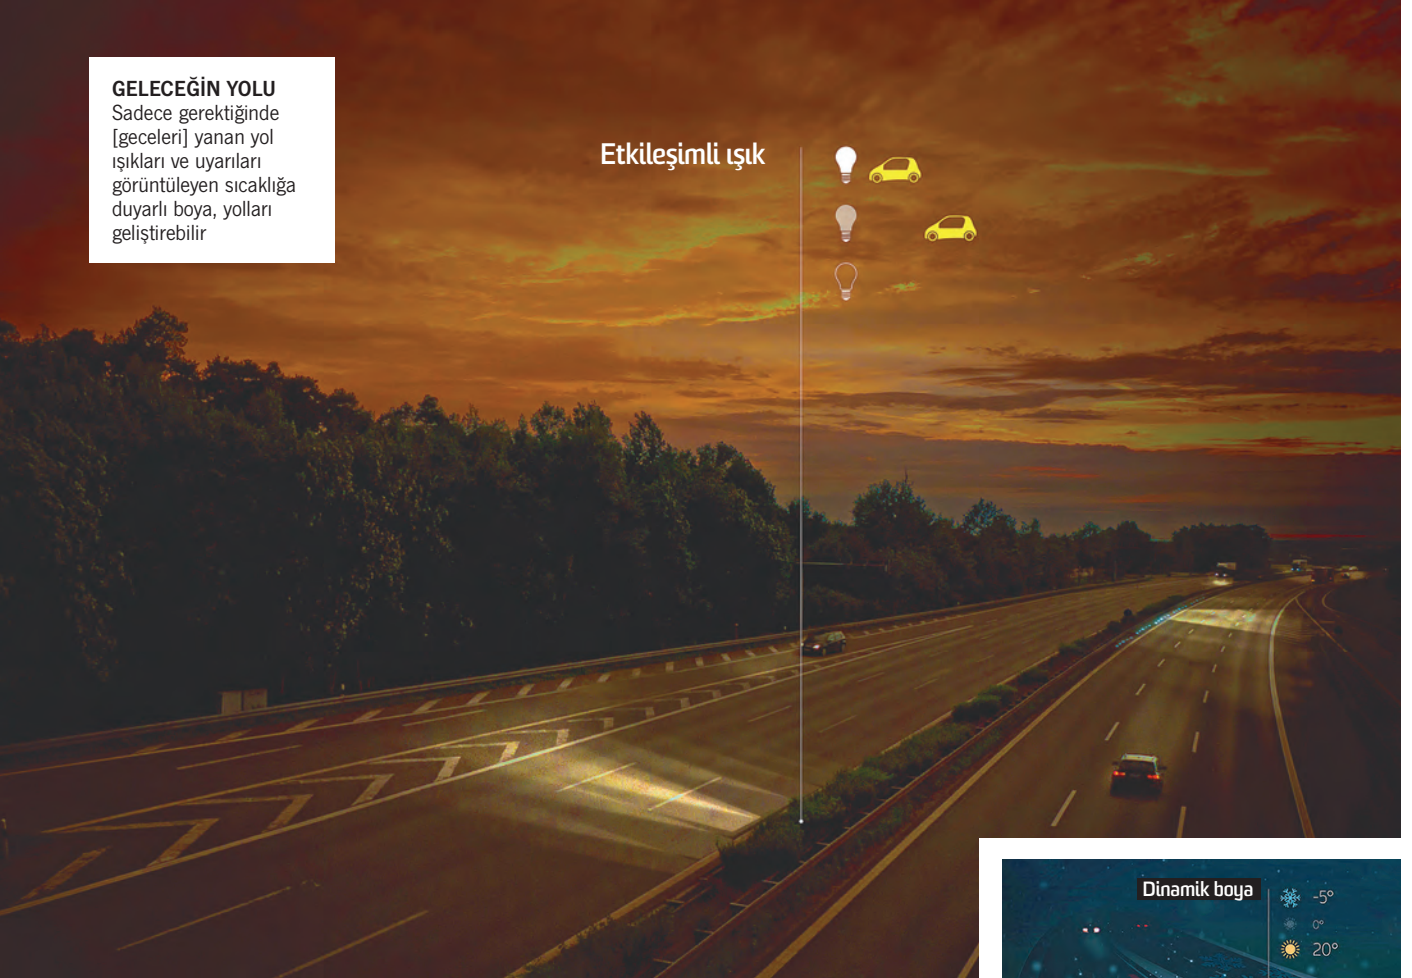 GELECEĞİN YOLU
Sadece gerektiğinde
[geceleri] yanan yol
ışıkları ve uyarıları
görüntüleyen sıcaklığa
duyarlı boya, yolları
geliştirebilir
Etkileşimli ışık
Dinamik boya
-5°
0°
20°